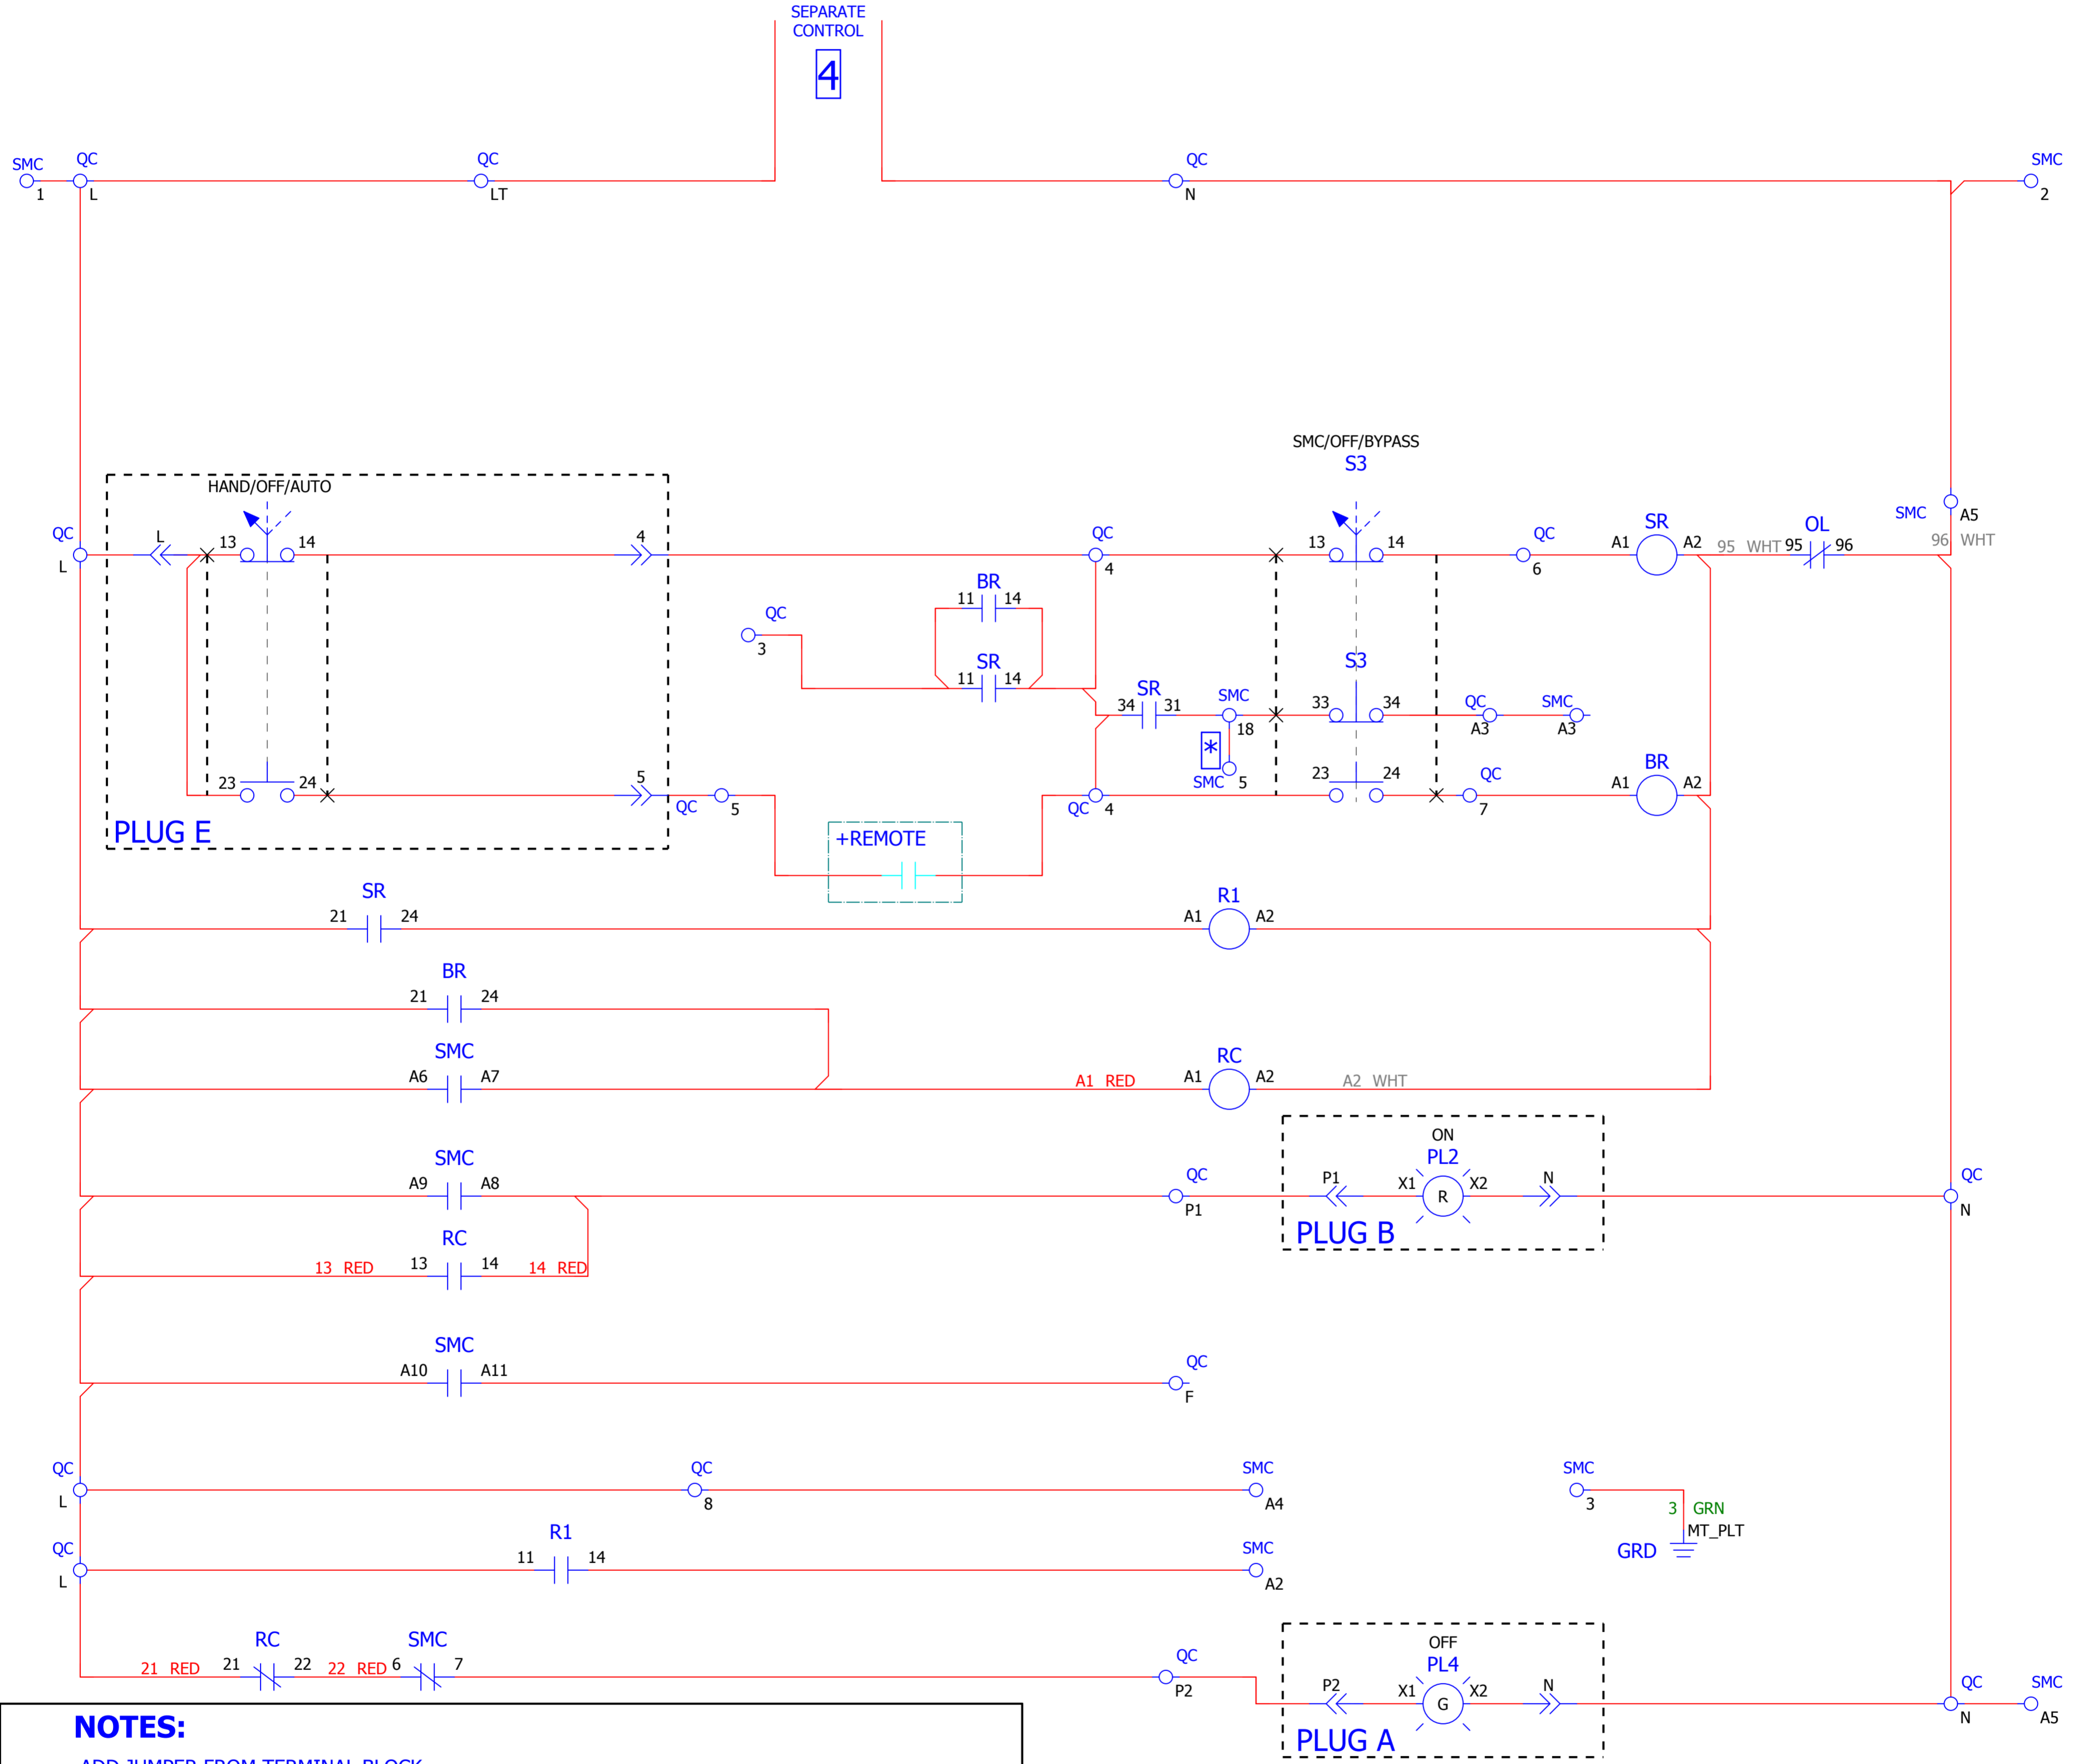 SEPARATE
CONTROL
4
SMC
QC
QC
QC
SMC
1
L
LT
N
2
SMC/OFF/BYPASS
S3
HAND/OFF/AUTO
SMC
A5
QC
L
13
14
4
QC
13
14
QC
SR
OL
L
4
6
A1
A2
95 WHT
95
96
96 WHT
BR
11
14
QC
3
SR
11
14
S3
SR
34
31
SMC
18
33
34
QC
A3
SMC
A3
*
SMC
5
23
24
5
QC
5
QC
4
23
24
QC
7
BR
A1
A2
PLUG E
+REMOTE
SR
21
24
R1
A1
A2
BR
21
24
SMC
A6
A7
RC
A1 RED
A1
A2
A2 WHT
SMC
A9
A8
QC
P1
ON
PL2
P1
X1
R
X2
N
QC
N
PLUG B
RC
13 RED
13
14
14 RED
SMC
A10
A11
QC
F
QC
L
QC
8
SMC
A4
SMC
3
3 GRN
MT_PLT
GRD
QC
L
R1
11
14
SMC
A2
RC
21 RED
21
22
22 RED
SMC
6
7
QC
P2
OFF
PL4
P2
X1
G
X2
N
QC
N
SMC
A5
PLUG A
NOTES:
ADD JUMPER FROM TERMINAL BLOCK